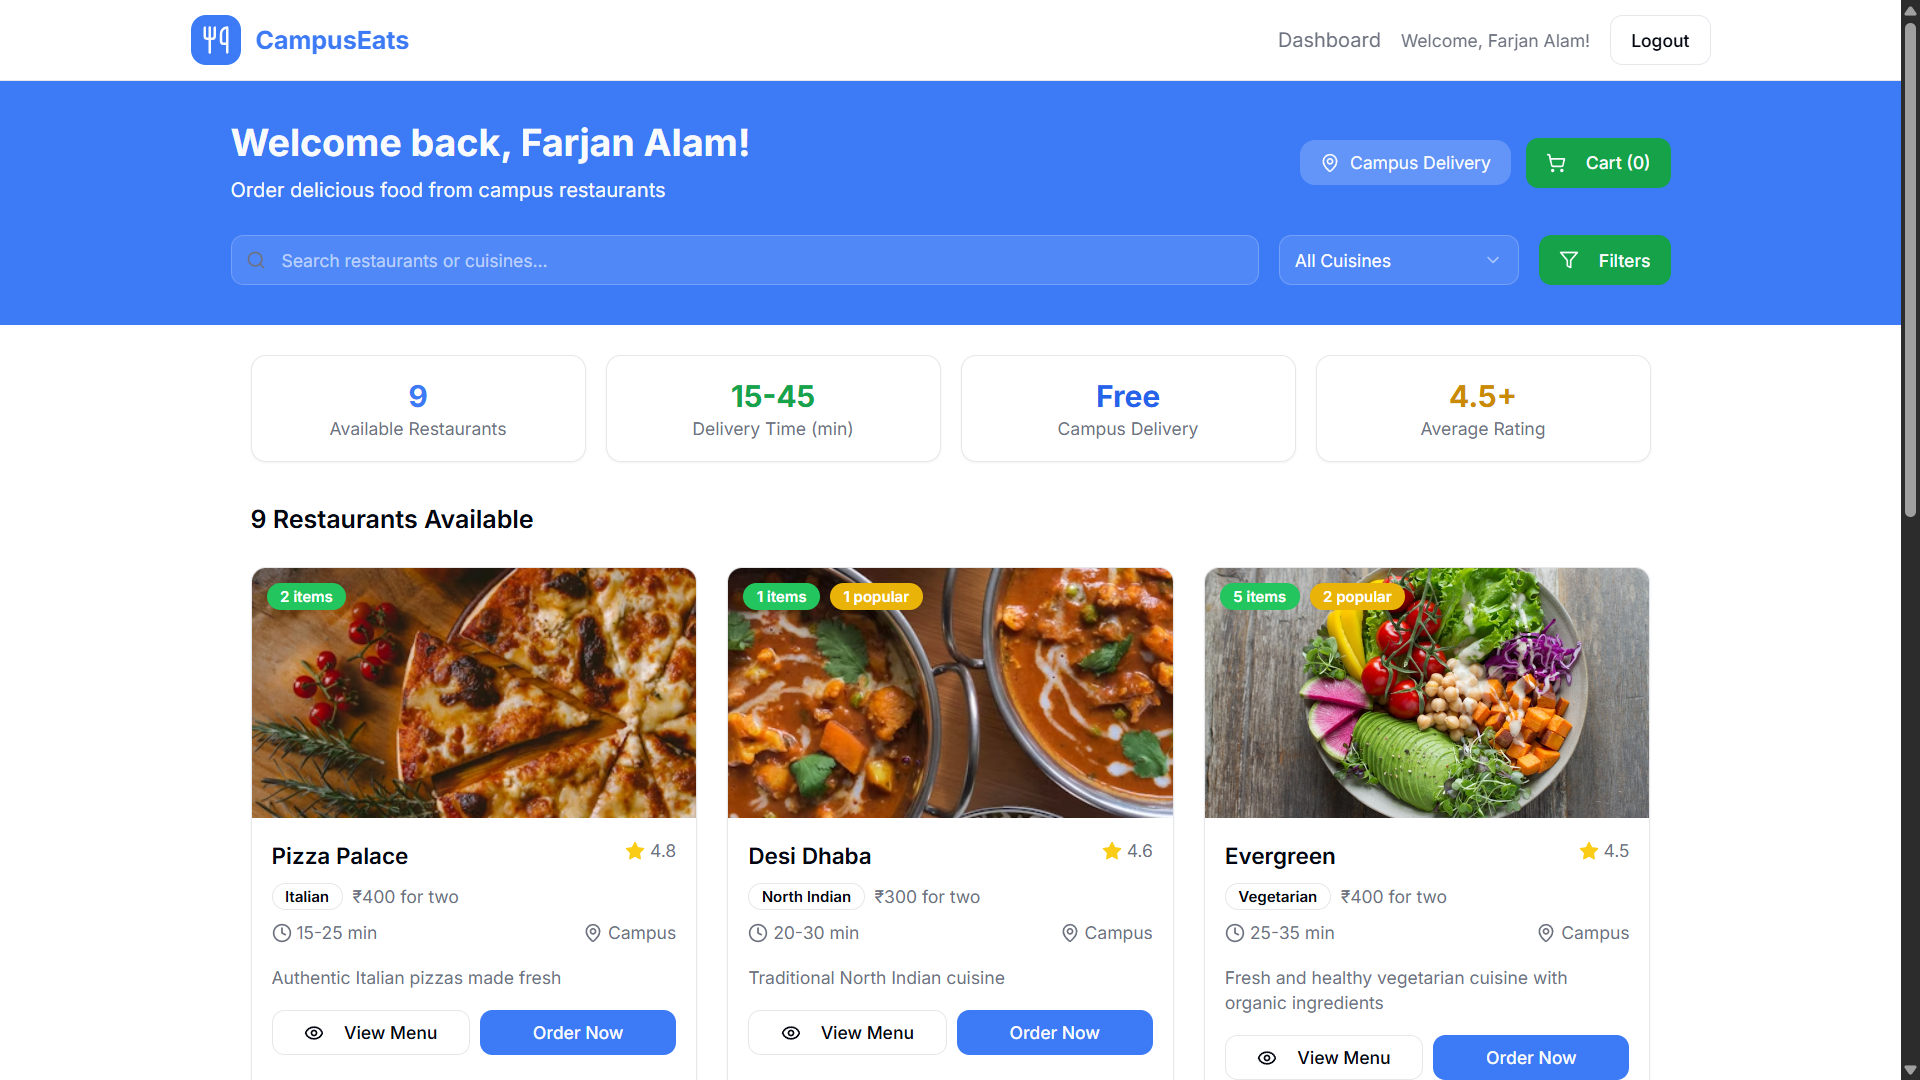 CampusEats
Dashboard
Welcome, Farjan Alam!
Logout
Welcome back, Farjan Alam!
Order delicious food from campus restaurants
Campus Delivery
Cart (0)
Search restaurants or cuisines...
All Cuisines
Filters
9
Available Restaurants
15-45
Delivery Time (min)
Free
Campus Delivery
4.5+
Average Rating
9 Restaurants Available
2 items
Pizza Palace
4.8
Italian
₹400 for two
15-25 min
Campus
Authentic Italian pizzas made fresh
View Menu
Order Now
1 items
1 popular
Desi Dhaba
4.6
North Indian
₹300 for two
20-30 min
Campus
Traditional North Indian cuisine
View Menu
Order Now
5 items
2 popular
Evergreen
4.5
Vegetarian
₹400 for two
25-35 min
Campus
Fresh and healthy vegetarian cuisine with
organic ingredients
View Menu
Order Now